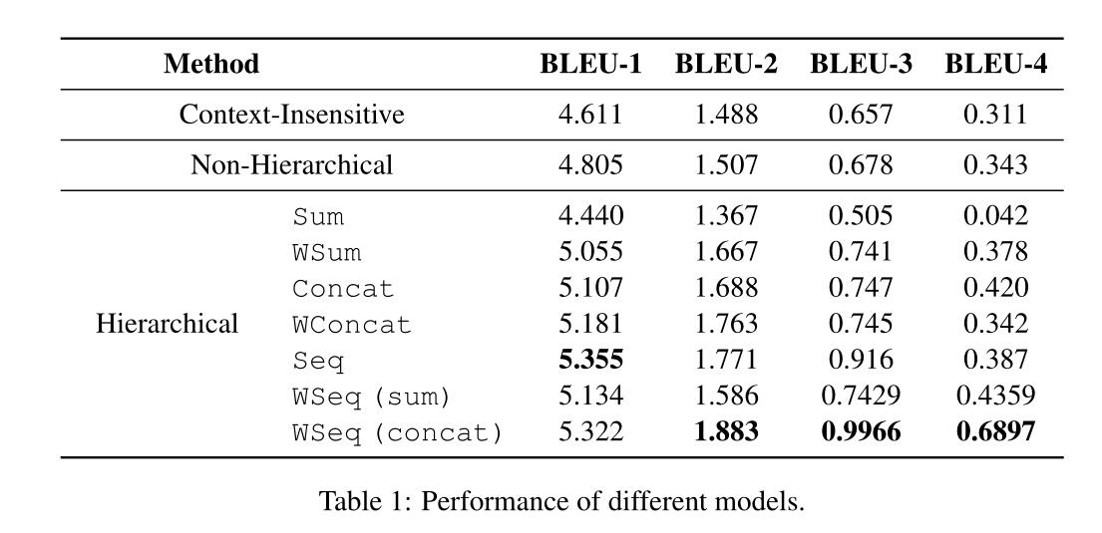 Method BLEU-1 BLEU-2 BLEU-3 BLEU-4
Context-Insensitive 4.611 1.488 0.657 0.311
Non-Hierarchical 4.805 1.507 0.678 0.343
Sum 4.440 1.367 0.505 0.042
WSum 5.055 1.667 0.741 0.378
Concat 5.107 1.688 0.747 0.420
Hierarchical WConcat 5.181 1.763 0.745 0.342
Seq 5.355 1.771 0.916 0.387
WSeq (sum) 5.134 1.586 0.7429 0.4359
WSeq (concat) 5.322 1.883 0.9966 0.6897
Table 1: Performance of different models.